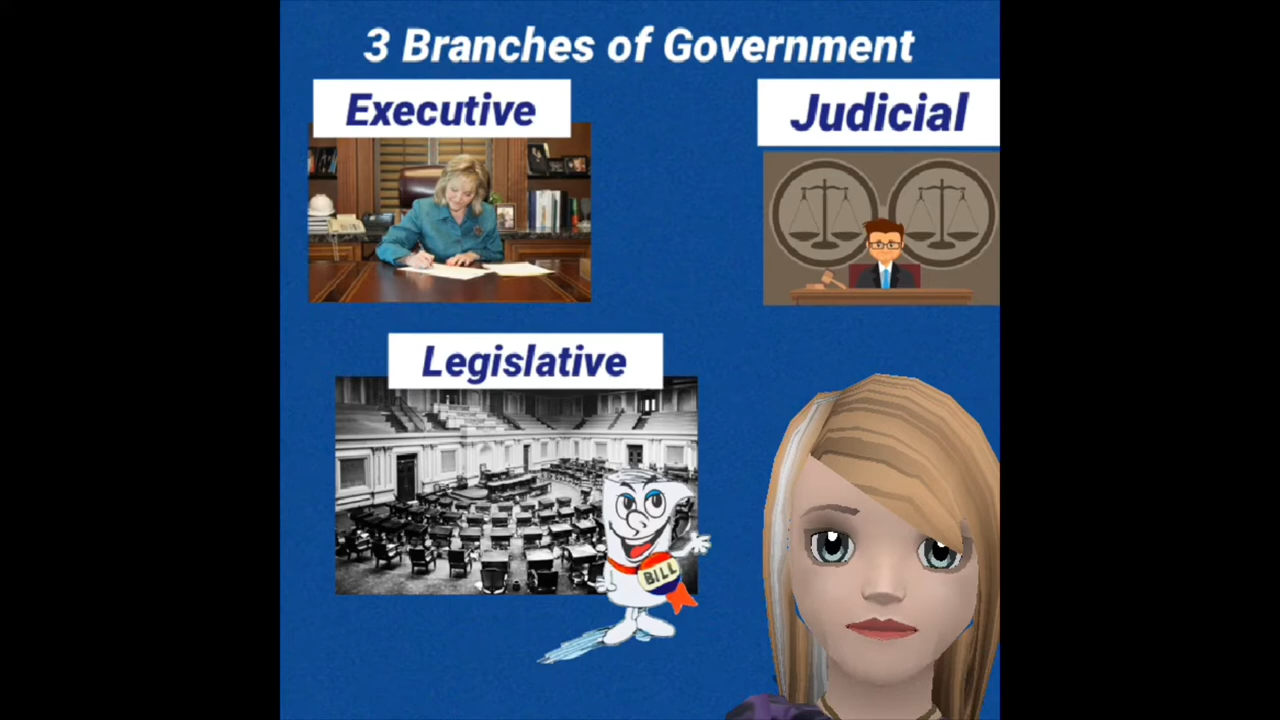 3 Branches of Government
Executive
Judicial
Legislative
BILL